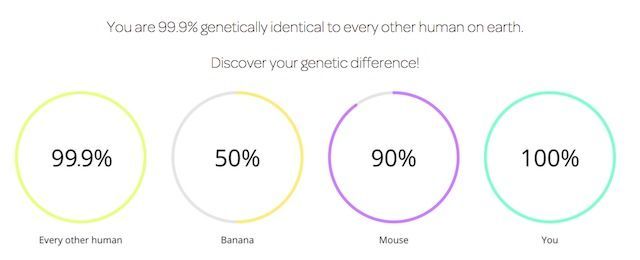 You are 99.9% genetically identical to every other human on earth.
Discover your genetic difference!
99.9%
50%
90%
100%
Every other human
Banana
Mouse
You